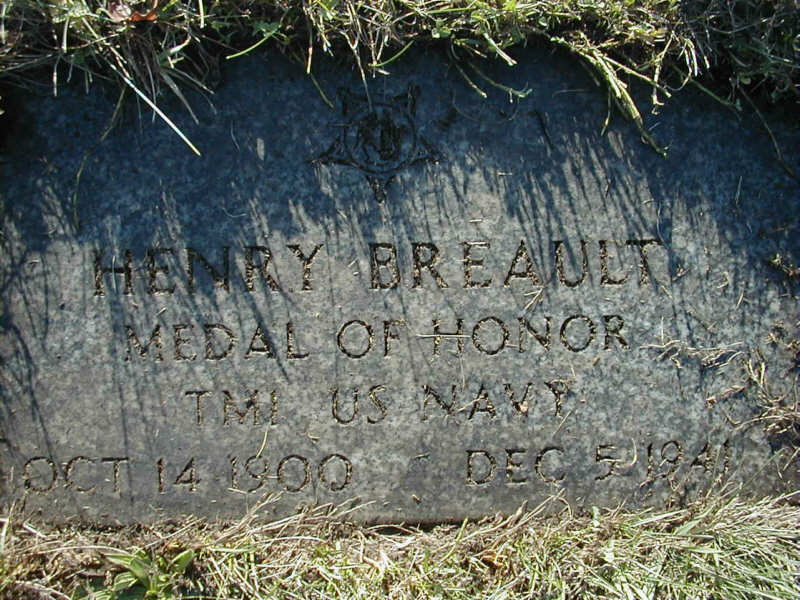 HENRY BREAULT
MEDAL OF HONOR
TM1 US NAVY
OCT 14 1900 DEC 5 1941